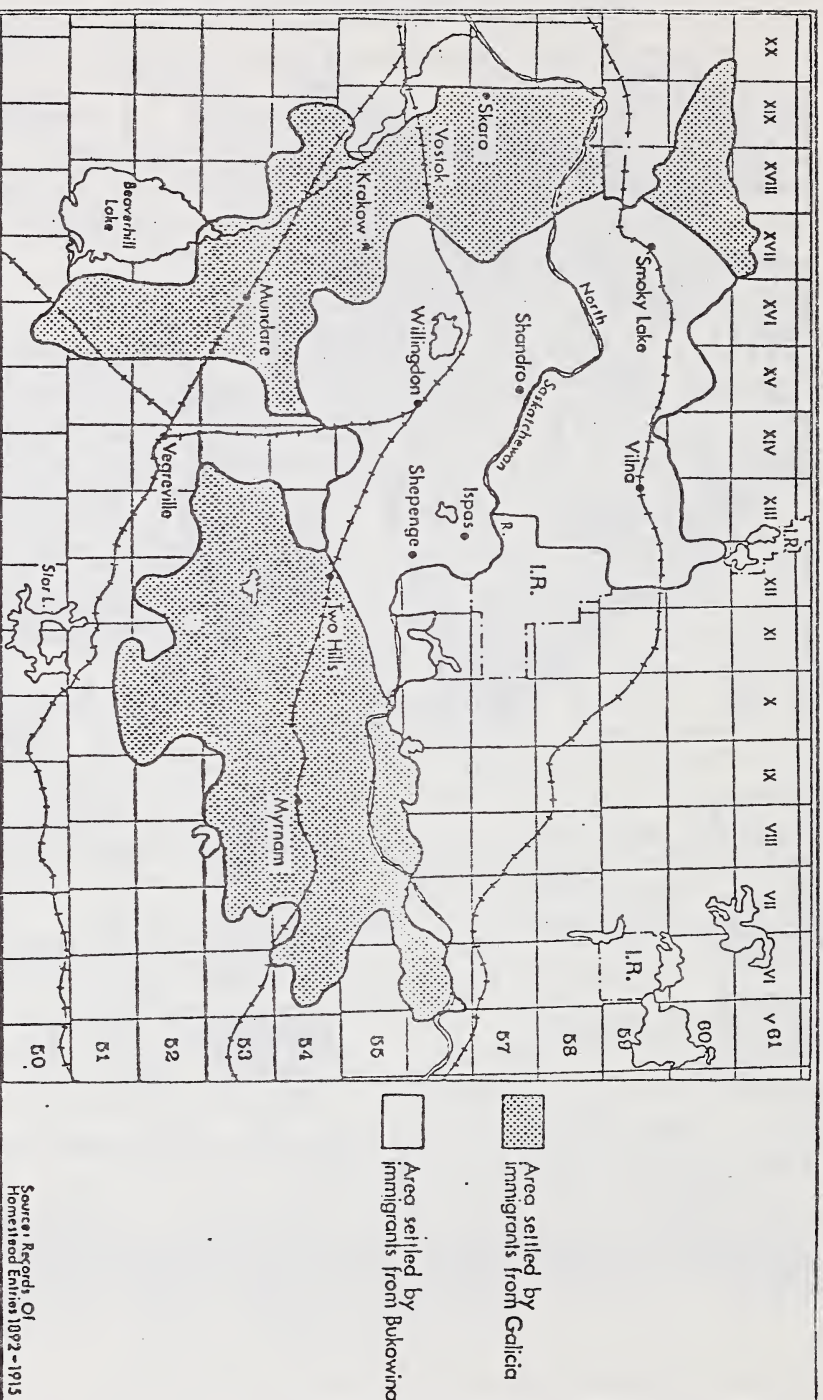 XX
XIX
XVIII
XVII
XVI
XV
XIV
XIII
XII
XI
X
IX
VIII
VII
VI
V
61
60
59
58
57
55
54
53
52
51
50
I.R.
I.R.
I.R.
Smoky Lake
Vilna
North
Saskatchewan
R.
Skaro
Vostok
Krakow
Shandro
Willingdon
Ispas
Shepenge
Beaverhill
Lake
Mundare
Vegreville
Two Hills
Myrnam
Star L.
Area settled by
immigrants from Galicia
Area settled by
immigrants from Bukowina
Source: Records Of
Homestead Entries 1892-1915